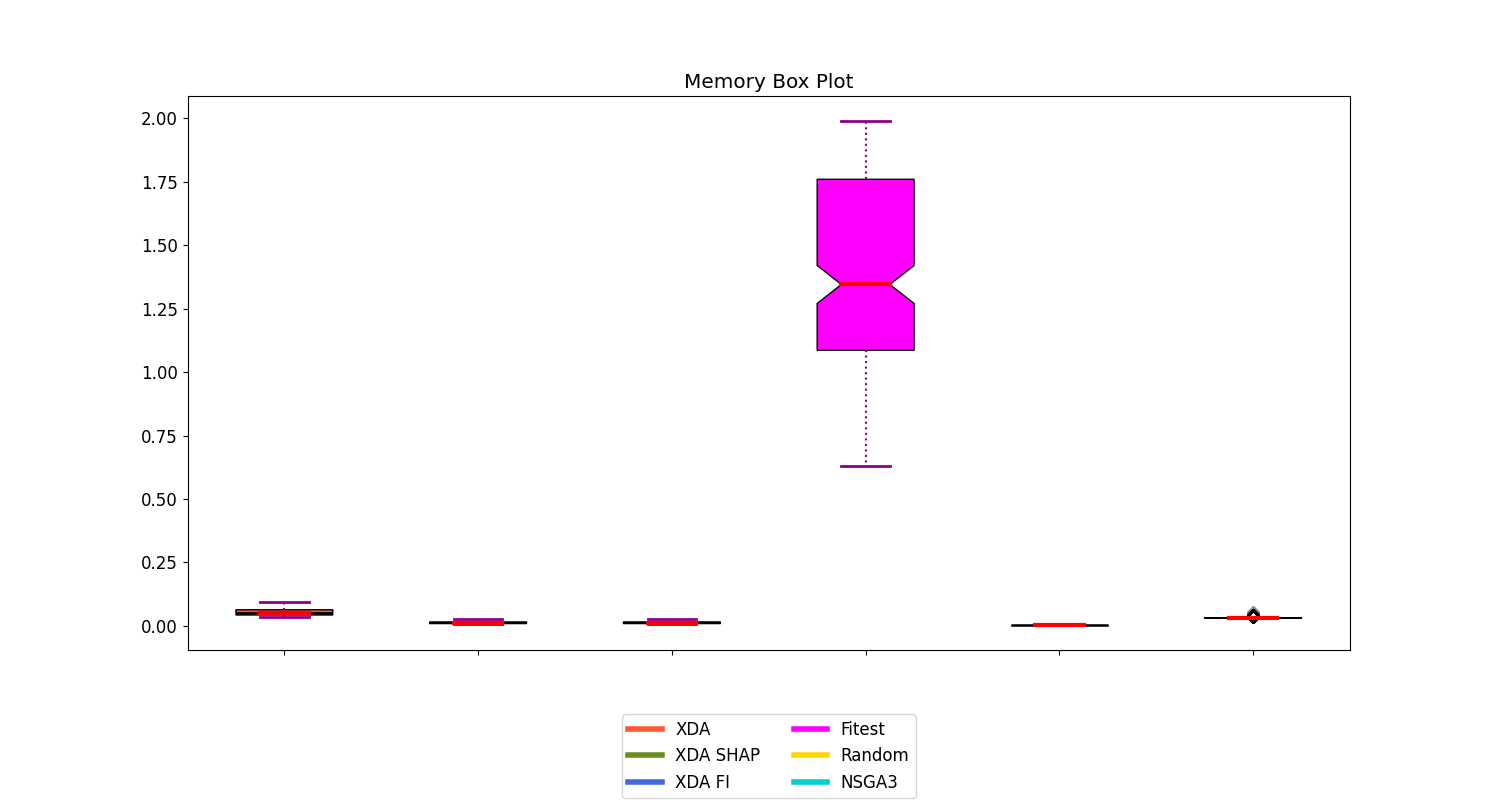 Memory Box Plot
2.00
1.75
1.50
1.25
1.00
0.75
0.50
0.25
0.00
XDA
XDA SHAP
XDA FI
Fitest
Random
NSGA3